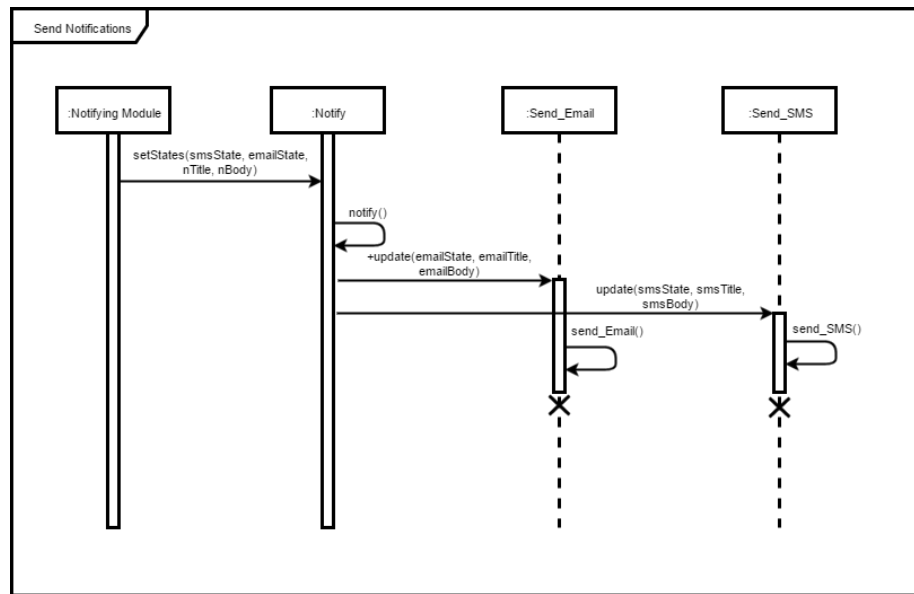 Send Notifications
:Notifying Module
:Notify
:Send_Email
:Send_SMS
setStates(smsState, emailState,
nTitle, nBody)
notify()
+update(emailState, emailTitle,
emailBody)
update(smsState, smsTitle,
smsBody)
send_Email()
send_SMS()